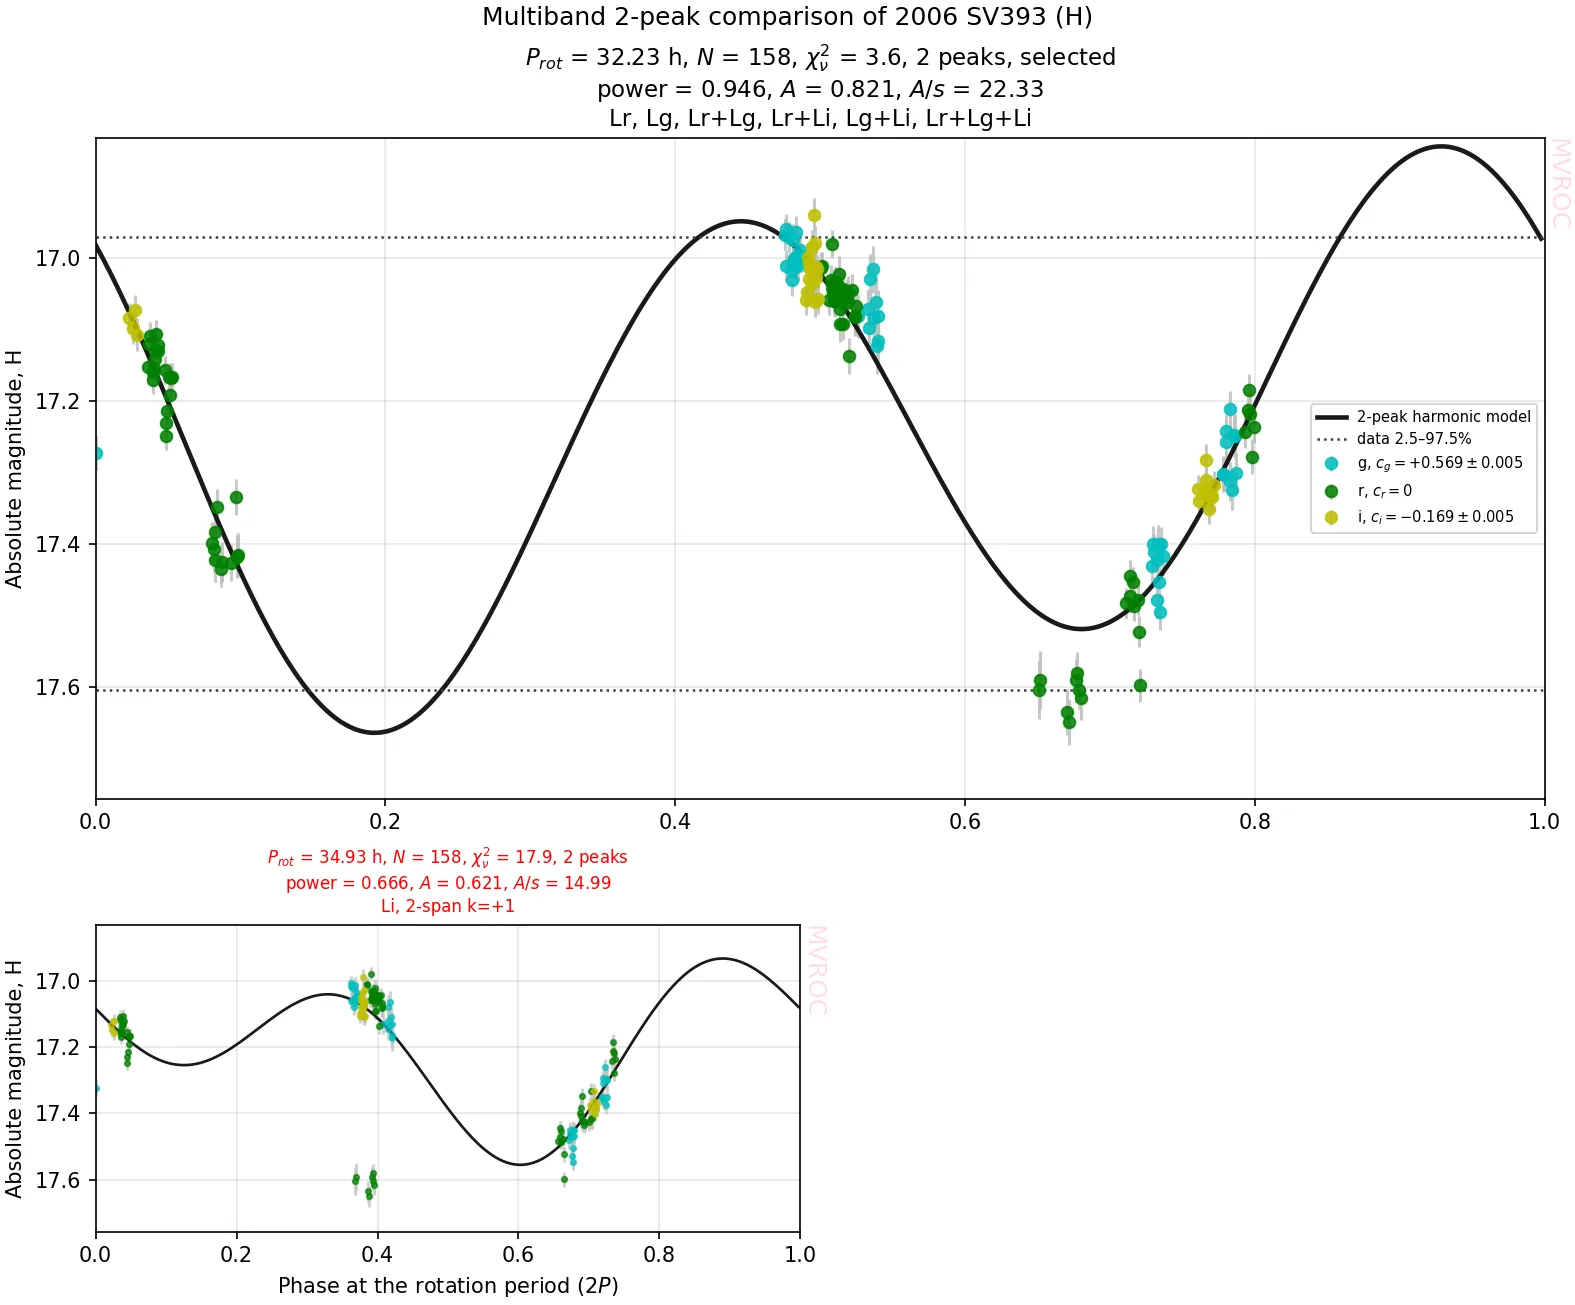 Multiband 2-peak comparison of 2006 SV393 (H)
P_rot = 32.23 h, N = 158, χ²_ν = 3.6, 2 peaks, selected
power = 0.946, A = 0.821, A/s = 22.33
Lr, Lg, Lr+Lg, Lr+Li, Lg+Li, Lr+Lg+Li
MVROC
Absolute magnitude, H
17.0
17.2
17.4
17.6
2-peak harmonic model
data 2.5–97.5%
g, c_g = +0.569 ± 0.005
r, c_r = 0
i, c_i = −0.169 ± 0.005
0.0 0.2 0.4 0.6 0.8 1.0
P_rot = 34.93 h, N = 158, χ²_ν = 17.9, 2 peaks
power = 0.666, A = 0.621, A/s = 14.99
Li, 2-span k=+1
MVROC
Absolute magnitude, H
17.0
17.2
17.4
17.6
0.0 0.2 0.4 0.6 0.8 1.0
Phase at the rotation period (2P)